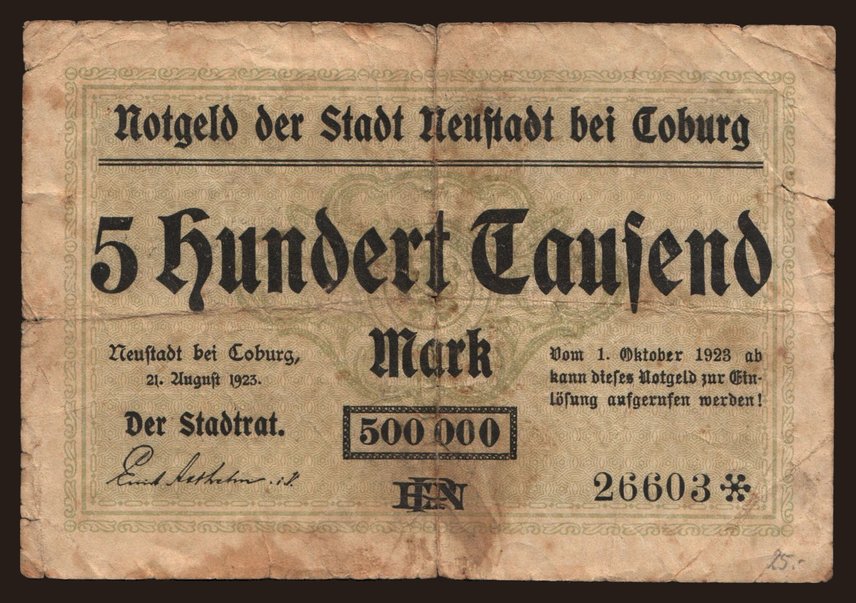 Notgeld der Stadt Neustadt bei Coburg
5 Hundert Tausend
Mark
Neustadt bei Coburg,
21. August 1923.
Der Stadtrat.
500 000
Vom 1. Oktober 1923 ab
kann dieses Notgeld zur Ein-
lösung aufgerufen werden!
26603
25.-